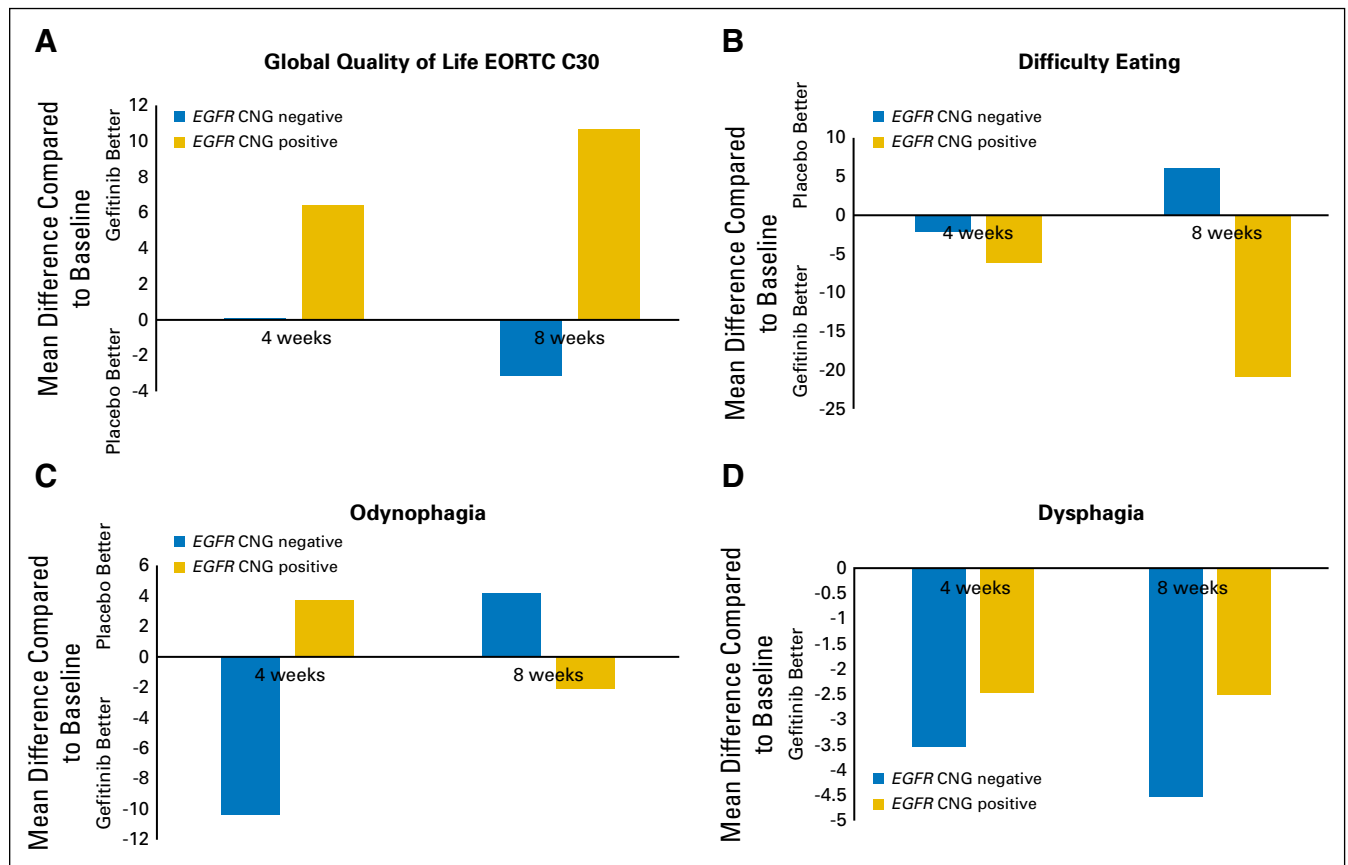 A
Global Quality of Life EORTC C30
Mean Difference Compared
to Baseline
Gefitinib Better
Placebo Better
EGFR CNG negative
EGFR CNG positive
12
10
8
6
4
2
0
-2
-4
4 weeks
8 weeks
B
Difficulty Eating
Mean Difference Compared
to Baseline
Placebo Better
Gefitinib Better
EGFR CNG negative
EGFR CNG positive
10
5
0
-5
-10
-15
-20
-25
4 weeks
8 weeks
C
Odynophagia
Mean Difference Compared
to Baseline
Placebo Better
Gefitinib Better
EGFR CNG negative
EGFR CNG positive
6
4
2
0
-2
-4
-6
-8
-10
-12
4 weeks
8 weeks
D
Dysphagia
Mean Difference Compared
to Baseline
Gefitinib Better
0
-0.5
-1
-1.5
-2
-2.5
-3
-3.5
-4
-4.5
-5
4 weeks
8 weeks
EGFR CNG negative
EGFR CNG positive